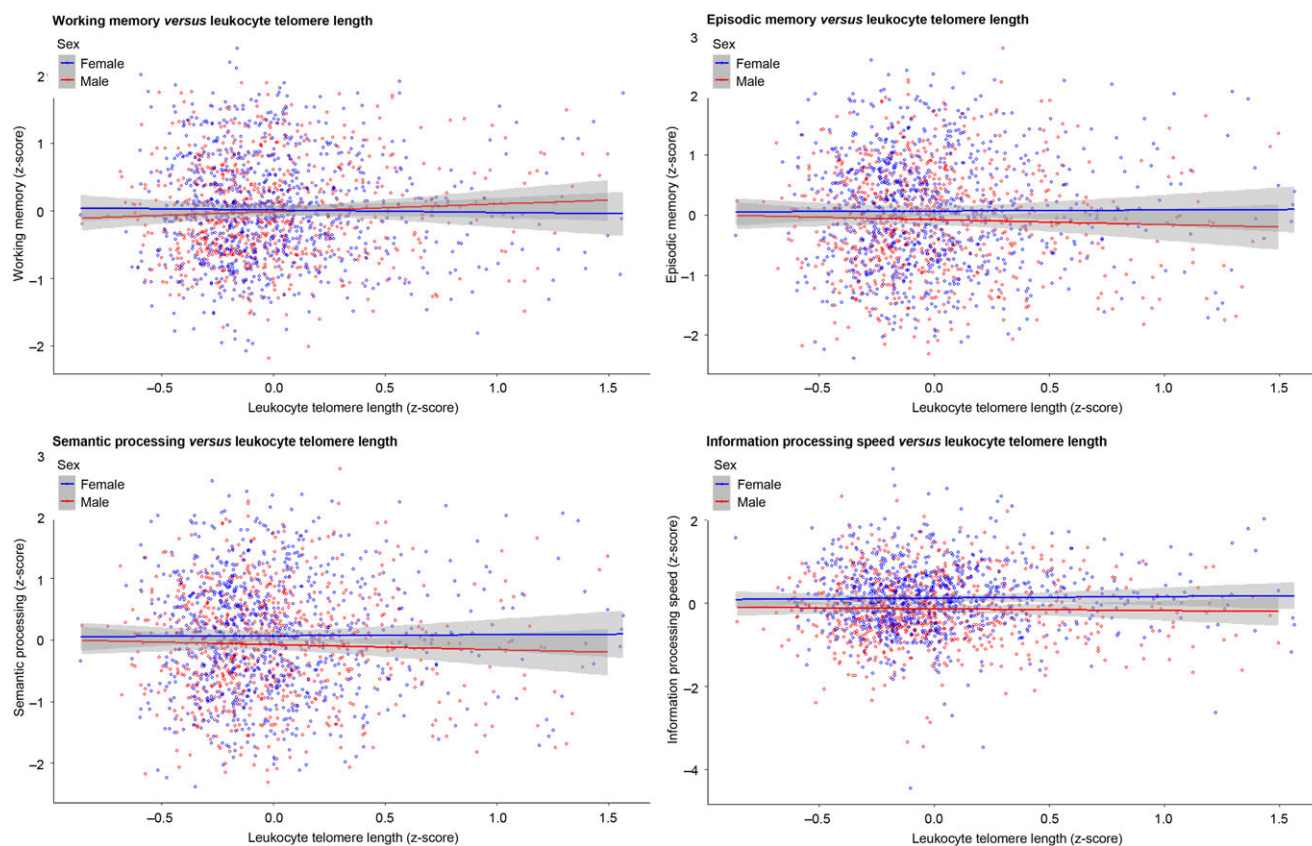 Working memory versus leukocyte telomere length
Sex
Female
Male
2
1
0
–1
–2
Working memory (z-score)
–0.5
0.0
0.5
1.0
1.5
Leukocyte telomere length (z-score)
Episodic memory versus leukocyte telomere length
Sex
Female
Male
3
2
1
0
–1
–2
Episodic memory (z-score)
–0.5
0.0
0.5
1.0
1.5
Leukocyte telomere length (z-score)
Semantic processing versus leukocyte telomere length
Sex
Female
Male
3
2
1
0
–1
–2
Semantic processing (z-score)
–0.5
0.0
0.5
1.0
1.5
Leukocyte telomere length (z-score)
Information processing speed versus leukocyte telomere length
Sex
Female
Male
2
0
–2
–4
Information processing speed (z-score)
–0.5
0.0
0.5
1.0
1.5
Leukocyte telomere length (z-score)